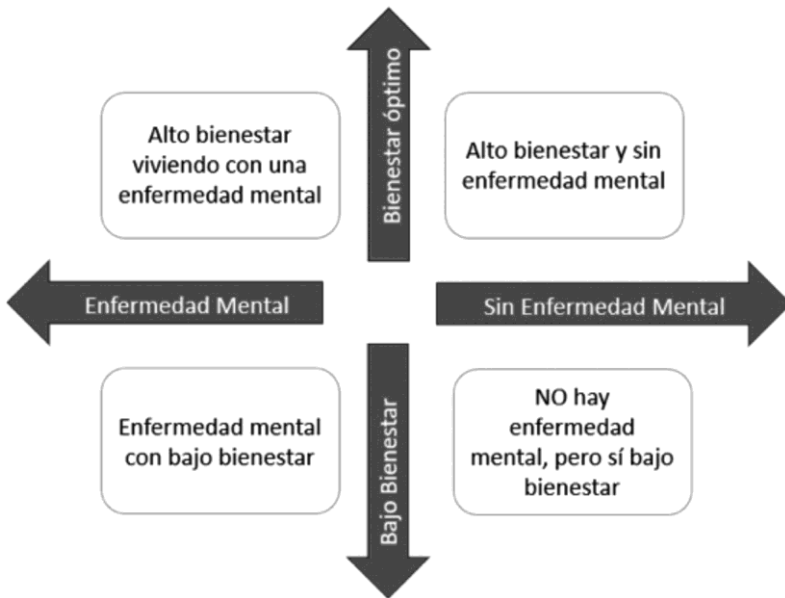 Bienestar óptimo
Alto bienestar
viviendo con una
enfermedad mental
Alto bienestar y sin
enfermedad mental
Enfermedad Mental
Sin Enfermedad Mental
Enfermedad mental
con bajo bienestar
Bajo Bienestar
NO hay
enfermedad
mental, pero sí bajo
bienestar